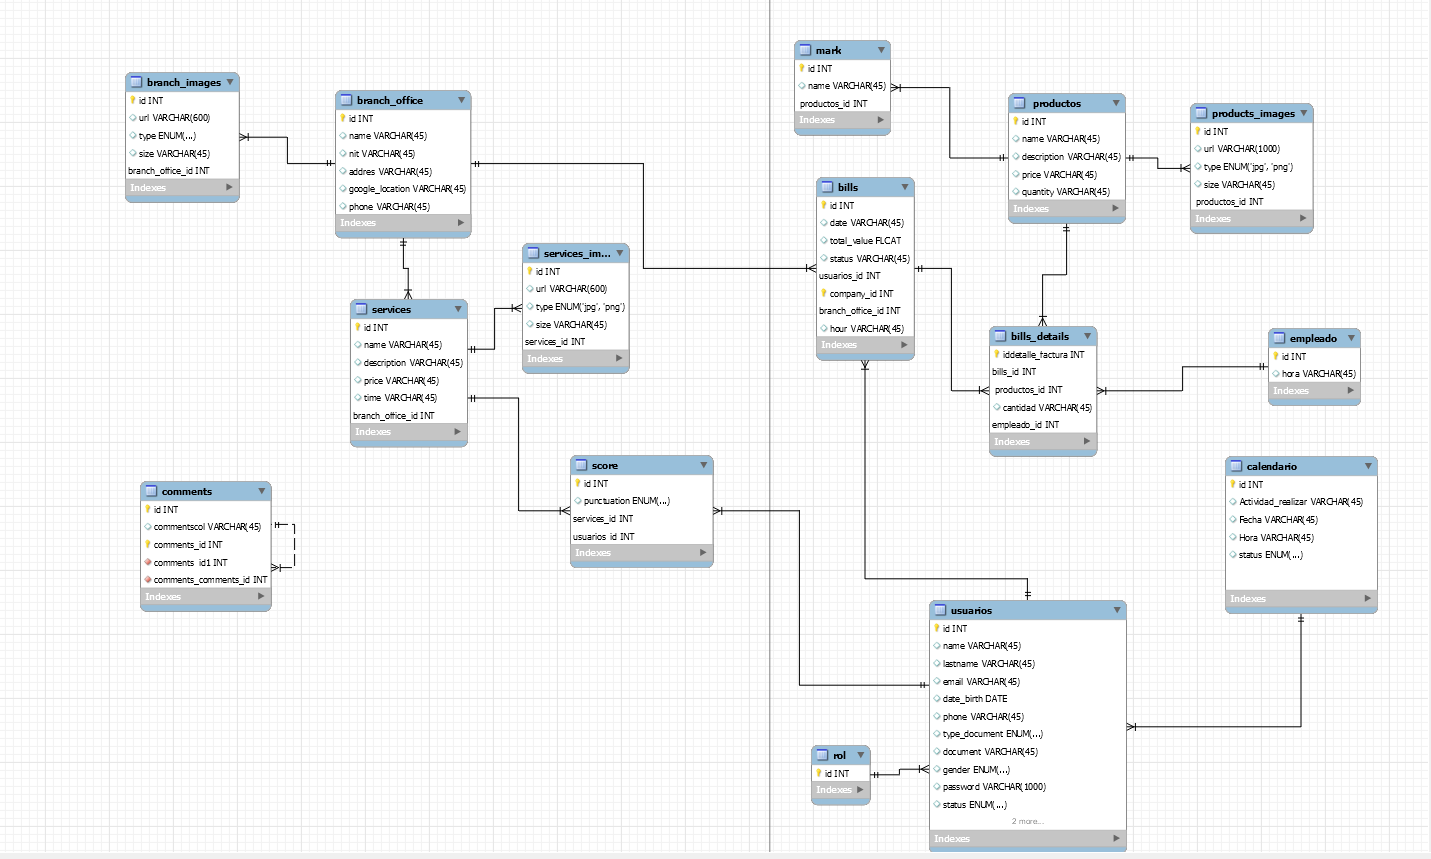 branch_images
id INT
url VARCHAR(600)
type ENUM(...)
size VARCHAR(45)
branch_office_id INT
Indexes
branch_office
id INT
name VARCHAR(45)
nit VARCHAR(45)
addres VARCHAR(45)
google_location VARCHAR(45)
phone VARCHAR(45)
Indexes
services_im...
id INT
url VARCHAR(600)
type ENUM('jpg', 'png')
size VARCHAR(45)
services_id INT
Indexes
services
id INT
name VARCHAR(45)
description VARCHAR(45)
price VARCHAR(45)
time VARCHAR(45)
branch_office_id INT
Indexes
comments
id INT
commentscol VARCHAR(45)
comments_id INT
comments_id1 INT
comments_comments_id INT
Indexes
score
id INT
punctuation ENUM(...)
services_id INT
usuarios_id INT
Indexes
mark
id INT
name VARCHAR(45)
productos_id INT
Indexes
productos
id INT
name VARCHAR(45)
description VARCHAR(45)
price VARCHAR(45)
quantity VARCHAR(45)
Indexes
products_images
id INT
url VARCHAR(1000)
type ENUM('jpg', 'png')
size VARCHAR(45)
productos_id INT
Indexes
bills
id INT
date VARCHAR(45)
total_value FLOAT
status VARCHAR(45)
usuarios_id INT
company_id INT
branch_office_id INT
hour VARCHAR(45)
Indexes
bills_details
iddetalle_factura INT
bills_id INT
productos_id INT
cantidad VARCHAR(45)
empleado_id INT
Indexes
empleado
id INT
hora VARCHAR(45)
Indexes
calendario
id INT
Actividad_realizar VARCHAR(45)
Fecha VARCHAR(45)
Hora VARCHAR(45)
status ENUM(...)
Indexes
usuarios
id INT
name VARCHAR(45)
lastname VARCHAR(45)
email VARCHAR(45)
date_birth DATE
phone VARCHAR(45)
type_document ENUM(...)
document VARCHAR(45)
gender ENUM(...)
password VARCHAR(1000)
status ENUM(...)
2 more...
Indexes
rol
id INT
Indexes